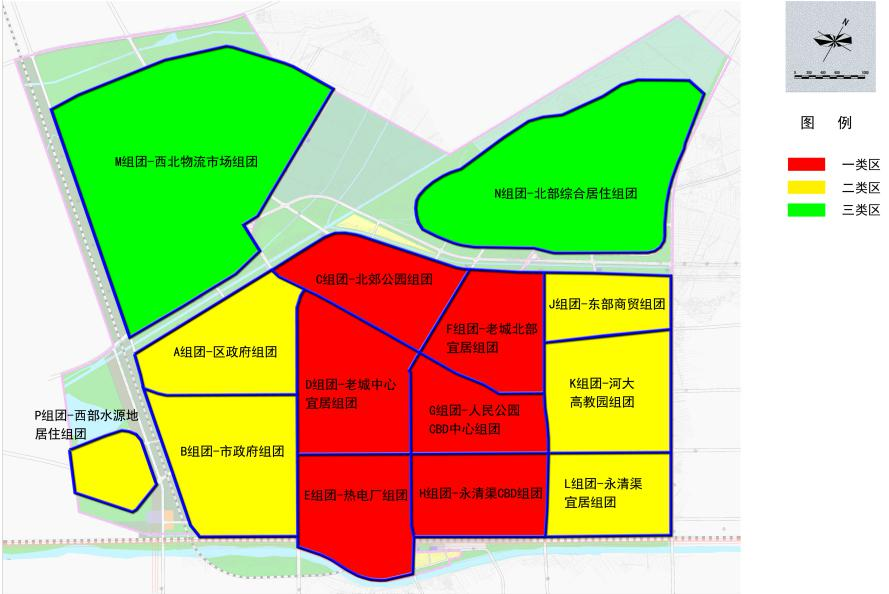 N
图 例
一类区
二类区
三类区
M组团-西北物流市场组团
N组团-北部综合居住组团
C组团-北郊公园组团
J组团-东部商贸组团
F组团-老城北部
宜居组团
A组团-区政府组团
D组团-老城中心
宜居组团
K组团-河大
高教园组团
P组团-西部水源地
居住组团
G组团-人民公园
CBD中心组团
B组团-市政府组团
E组团-热电厂组团
H组团-永清渠CBD组团
L组团-永清渠
宜居组团